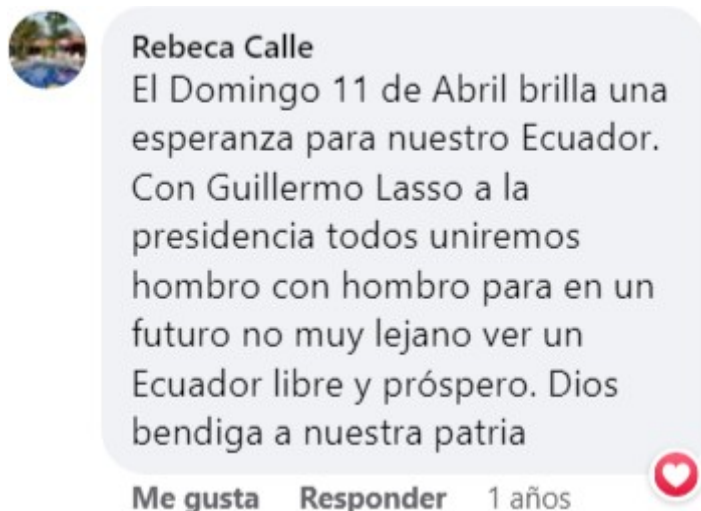 Rebeca Calle
El Domingo 11 de Abril brilla una
esperanza para nuestro Ecuador.
Con Guillermo Lasso a la
presidencia todos uniremos
hombro con hombro para en un
futuro no muy lejano ver un
Ecuador libre y próspero. Dios
bendiga a nuestra patria
Me gusta Responder 1 años